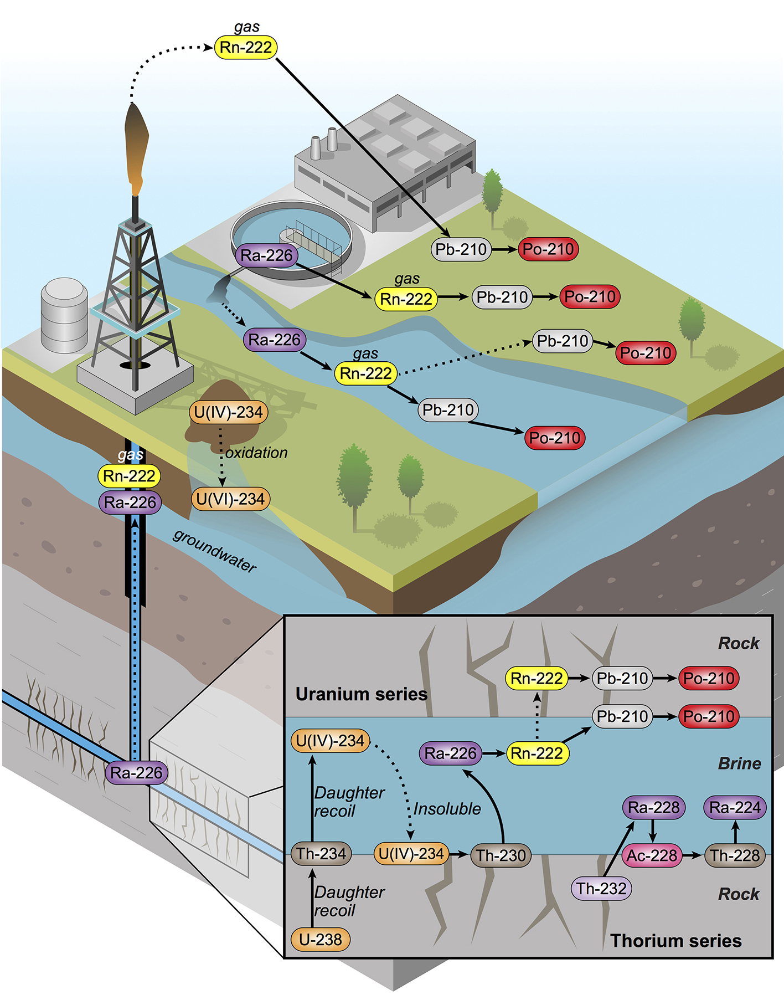 gas
Rn-222
Pb-210
Po-210
Ra-226
gas
Rn-222
Pb-210
Po-210
Ra-226
gas
Rn-222
Pb-210
Po-210
Pb-210
Po-210
U(IV)-234
oxidation
U(VI)-234
gas
Rn-222
Ra-226
groundwater
Ra-226
Rock
Uranium series
Rn-222
Pb-210
Po-210
Pb-210
Po-210
U(IV)-234
Ra-226
Rn-222
Brine
Daughter
recoil
Insoluble
Ra-228
Ra-224
Th-234
U(IV)-234
Th-230
Ac-228
Th-228
Daughter
recoil
Th-232
Rock
U-238
Thorium series